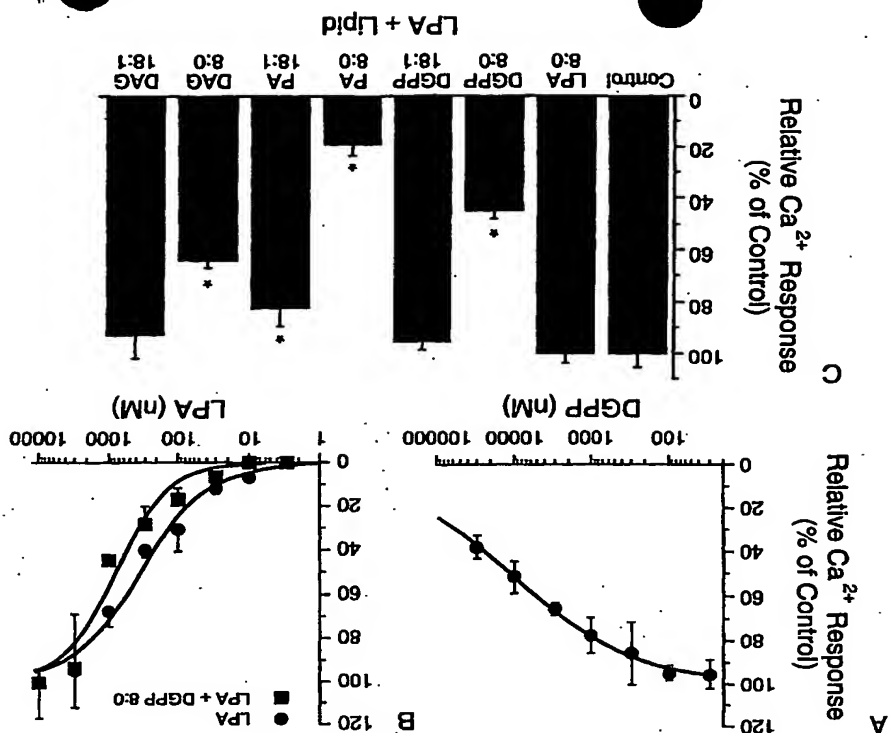 A
Relative Ca2+ Response
(% of Control)
120
100
80
60
40
20
0
100 1000 10000 100000
DGPP (nM)
B
LPA
LPA + DGPP 8:0
120
100
80
60
40
20
0
1 10 100 1000 10000
LPA (nM)
C
Relative Ca2+ Response
(% of Control)
100
80
60
40
20
0
* * * *
Control LPA DGPP DGPP PA PA DAG DAG
8:0 8:0 18:1 8:0 18:1 8:0 18:1
LPA + Lipid